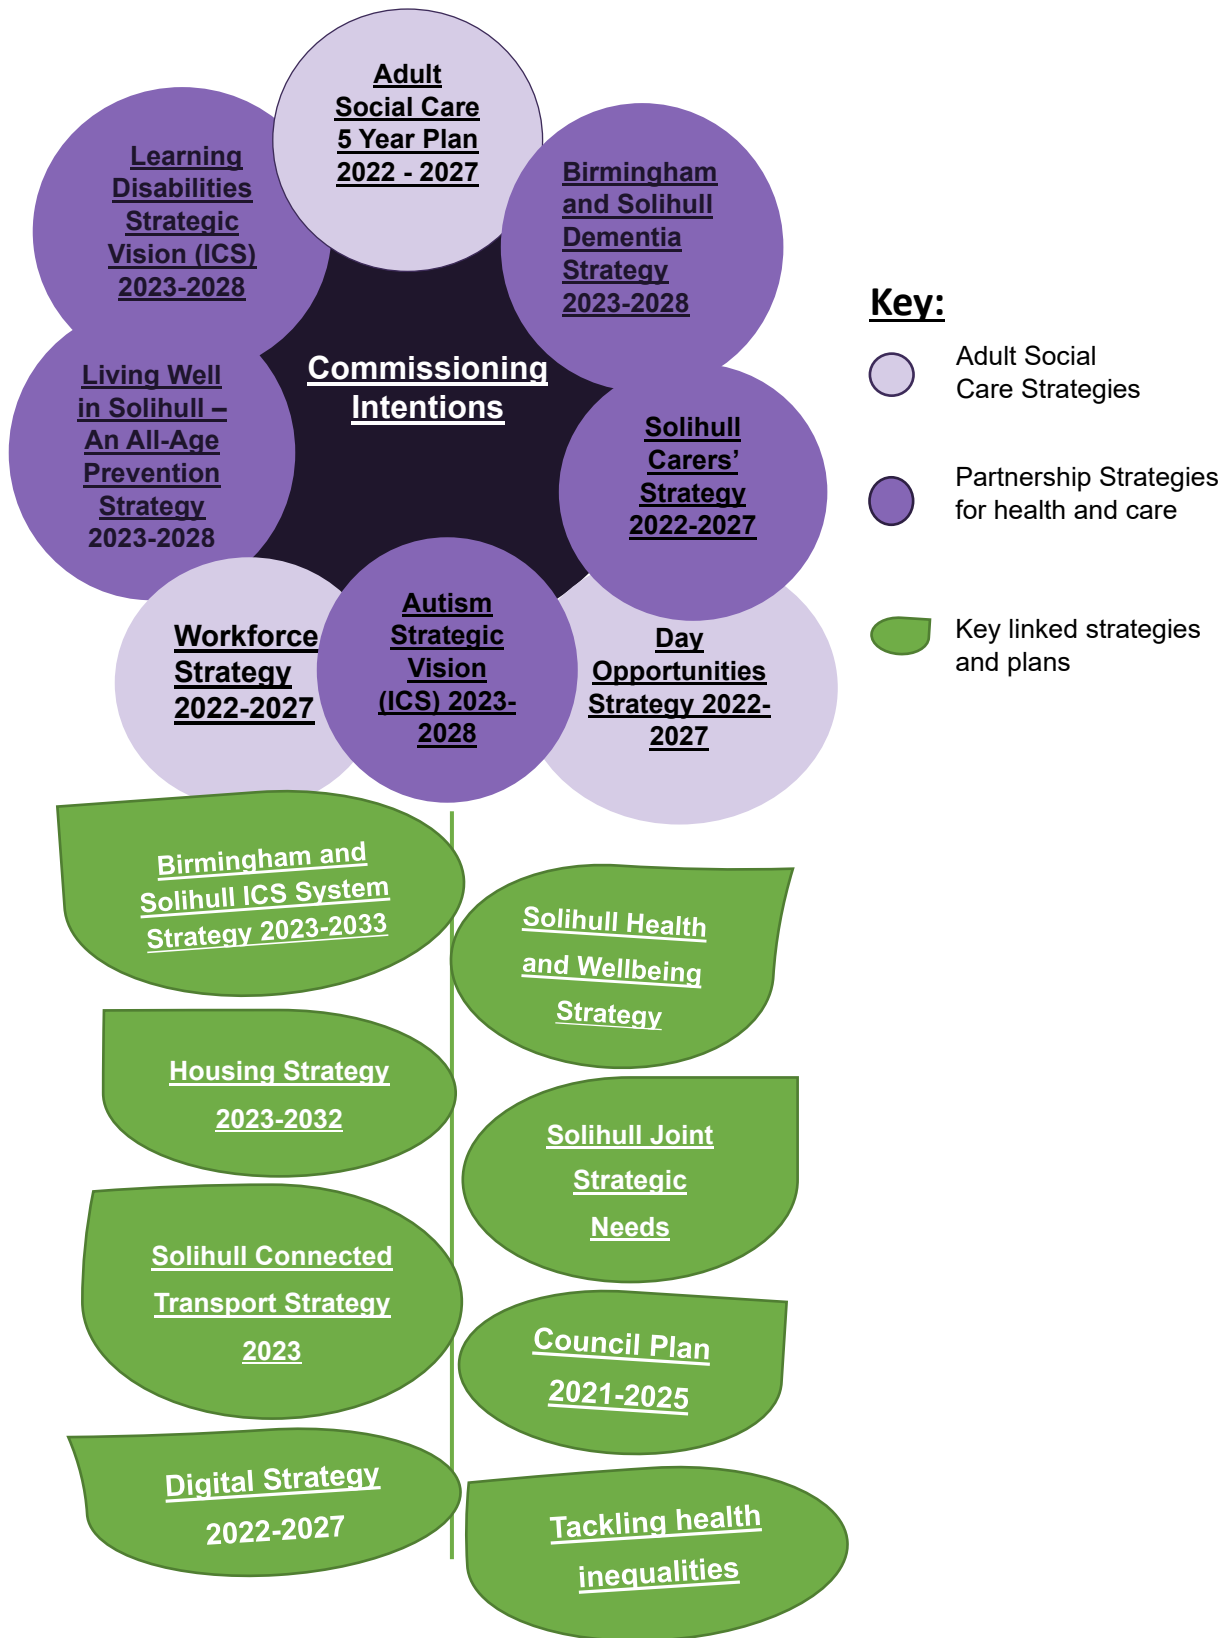 Adult
Social Care
5 Year Plan
2022 - 2027
Learning
Disabilities
Strategic
Vision (ICS)
2023-2028
Birmingham
and Solihull
Dementia
Strategy
2023-2028
Commissioning
Intentions
Living Well
in Solihull –
An All-Age
Prevention
Strategy
2023-2028
Solihull
Carers’
Strategy
2022-2027
Workforce
Strategy
2022-2027
Autism
Strategic
Vision
(ICS) 2023-
2028
Day
Opportunities
Strategy 2022-
2027
Key:
Adult Social
Care Strategies
Partnership Strategies
for health and care
Key linked strategies
and plans
Birmingham and
Solihull ICS System
Strategy 2023-2033
Solihull Health
and Wellbeing
Strategy
Housing Strategy
2023-2032
Solihull Joint
Strategic
Needs
Solihull Connected
Transport Strategy
2023
Council Plan
2021-2025
Digital Strategy
2022-2027
Tackling health
inequalities